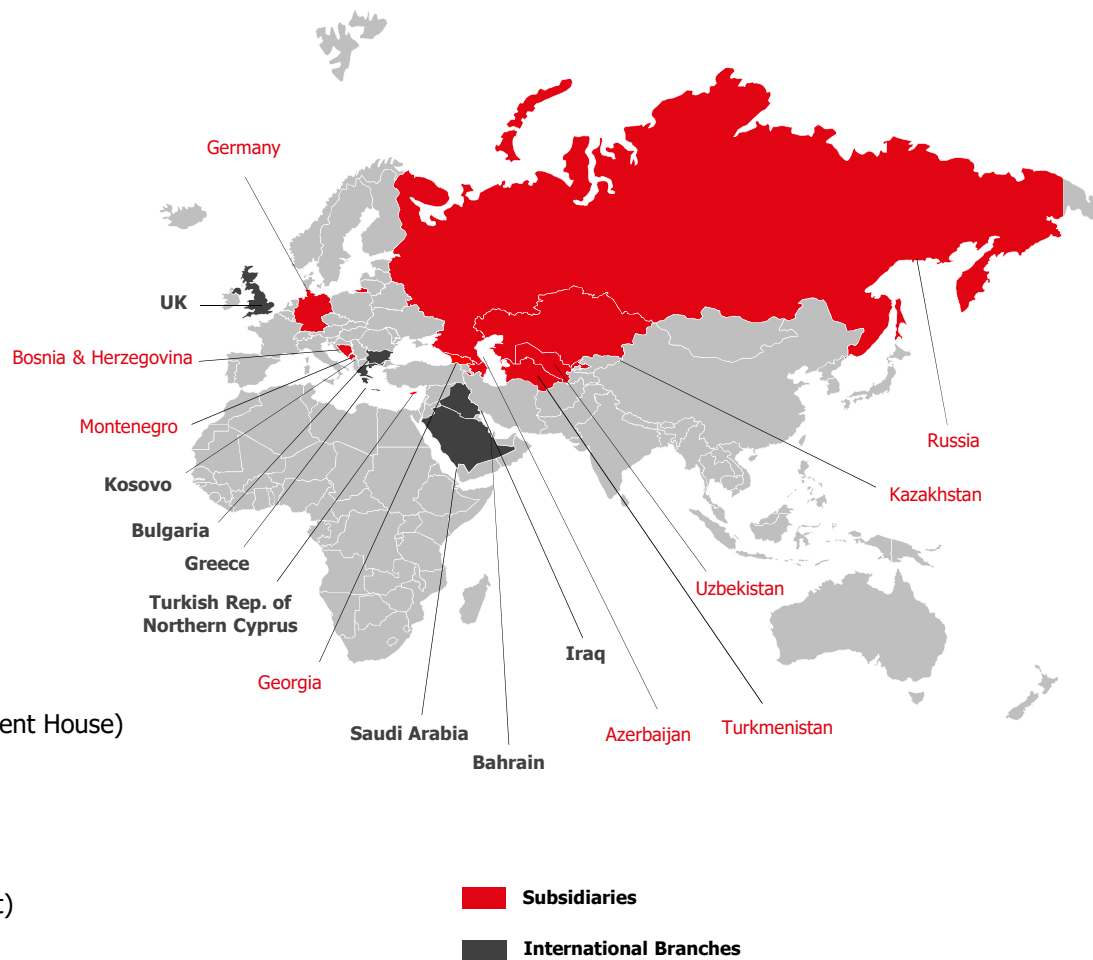 Germany
UK
Bosnia & Herzegovina
Montenegro
Russia
Kosovo
Kazakhstan
Bulgaria
Greece
Uzbekistan
Turkish Rep. of
Northern Cyprus
Iraq
Georgia
ent House)
Saudi Arabia
Azerbaijan
Turkmenistan
Bahrain
t)
Subsidiaries
International Branches